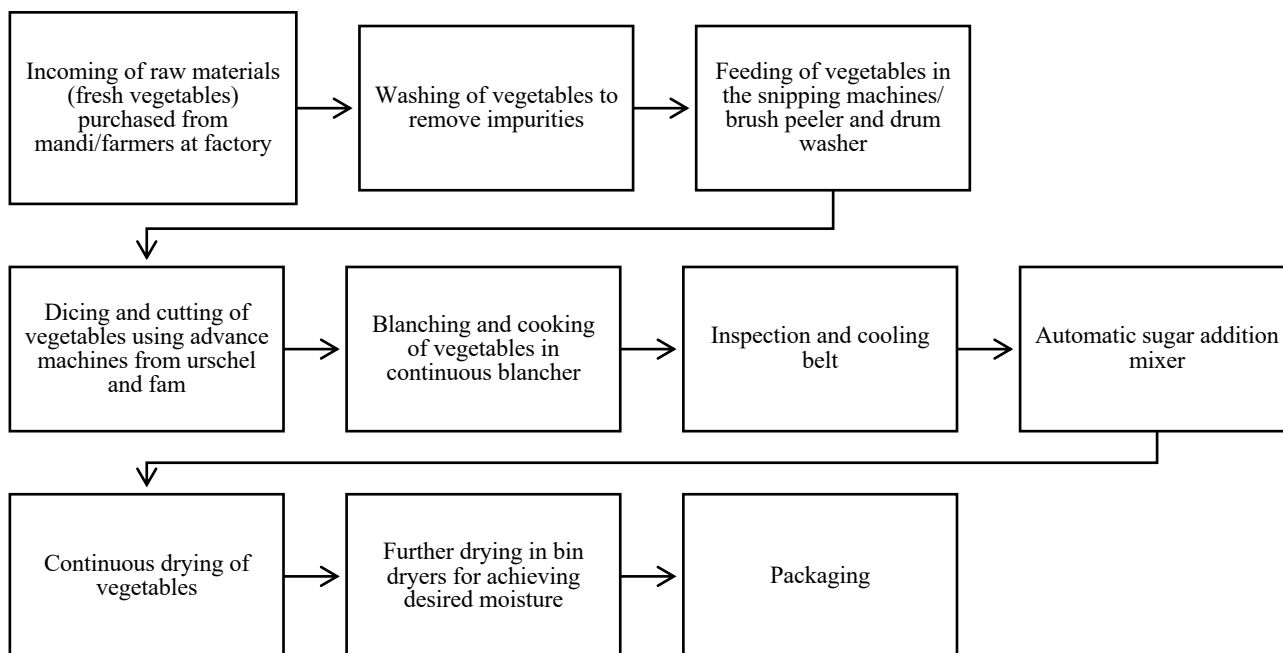 Incoming of raw materials
(fresh vegetables)
purchased from
mandi/farmers at factory
Washing of vegetables to
remove impurities
Feeding of vegetables in
the snipping machines/
brush peeler and drum
washer
Dicing and cutting of
vegetables using advance
machines from urschel
and fam
Blanching and cooking
of vegetables in
continuous blancher
Inspection and cooling
belt
Automatic sugar addition
mixer
Continuous drying of
vegetables
Further drying in bin
dryers for achieving
desired moisture
Packaging